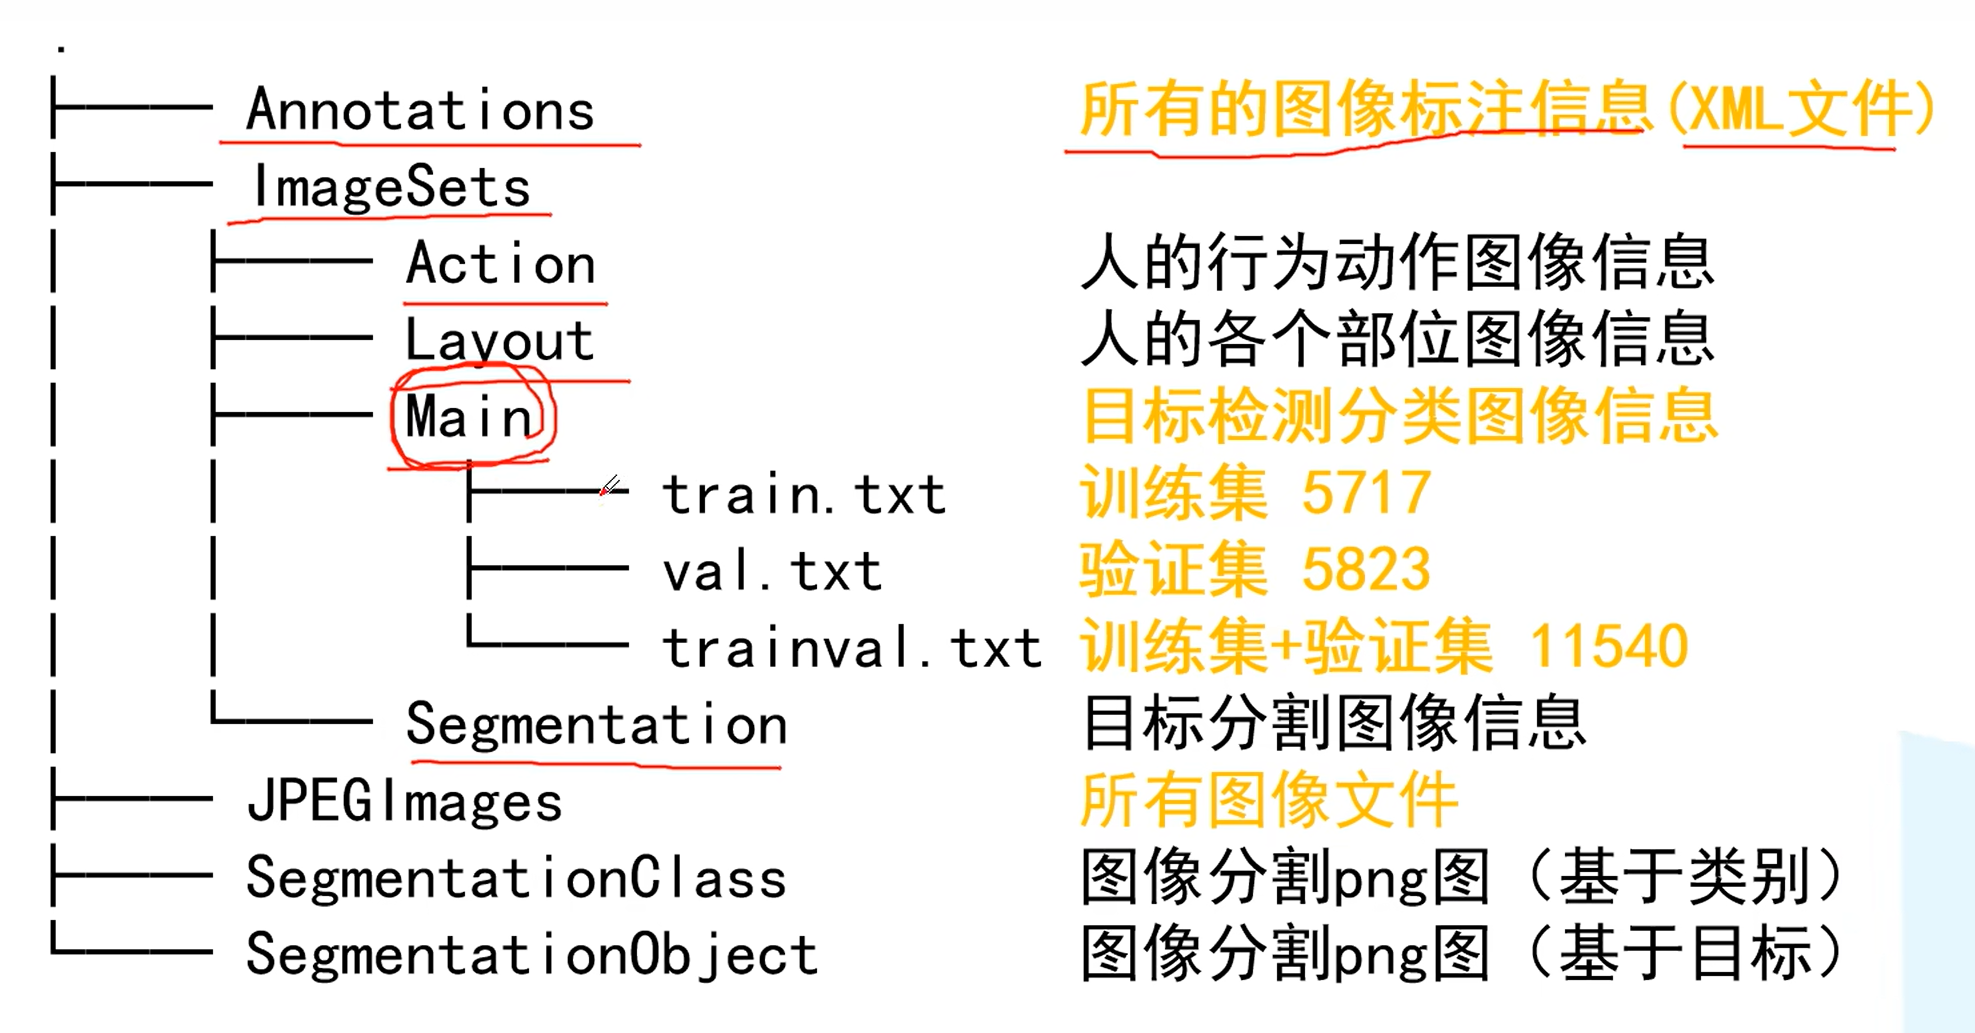 .
Annotations 所有的图像标注信息(XML文件)
ImageSets
Action 人的行为动作图像信息
Layout 人的各个部位图像信息
Main 目标检测分类图像信息
train.txt 训练集 5717
val.txt 验证集 5823
trainval.txt 训练集+验证集 11540
Segmentation 目标分割图像信息
JPEGImages 所有图像文件
SegmentationClass 图像分割png图（基于类别）
SegmentationObject 图像分割png图（基于目标）